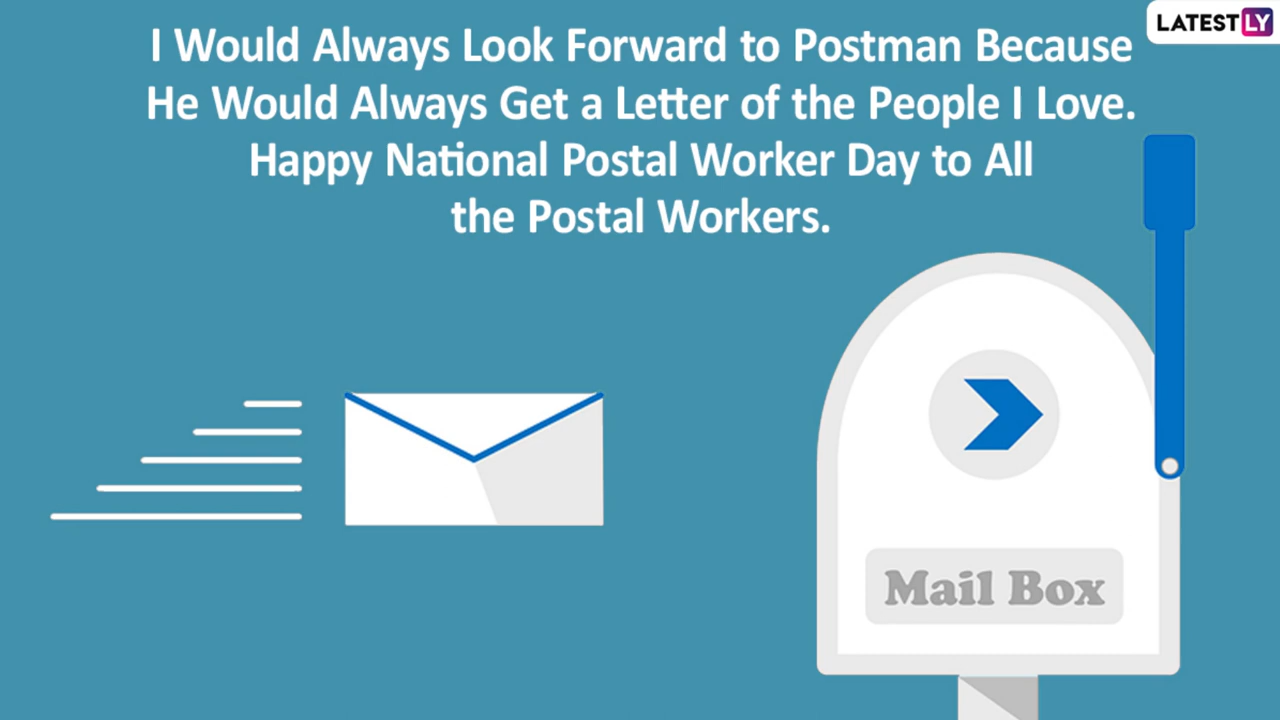 LATESTLY
I Would Always Look Forward to Postman Because
He Would Always Get a Letter of the People I Love.
Happy National Postal Worker Day to All
the Postal Workers.
Mail Box